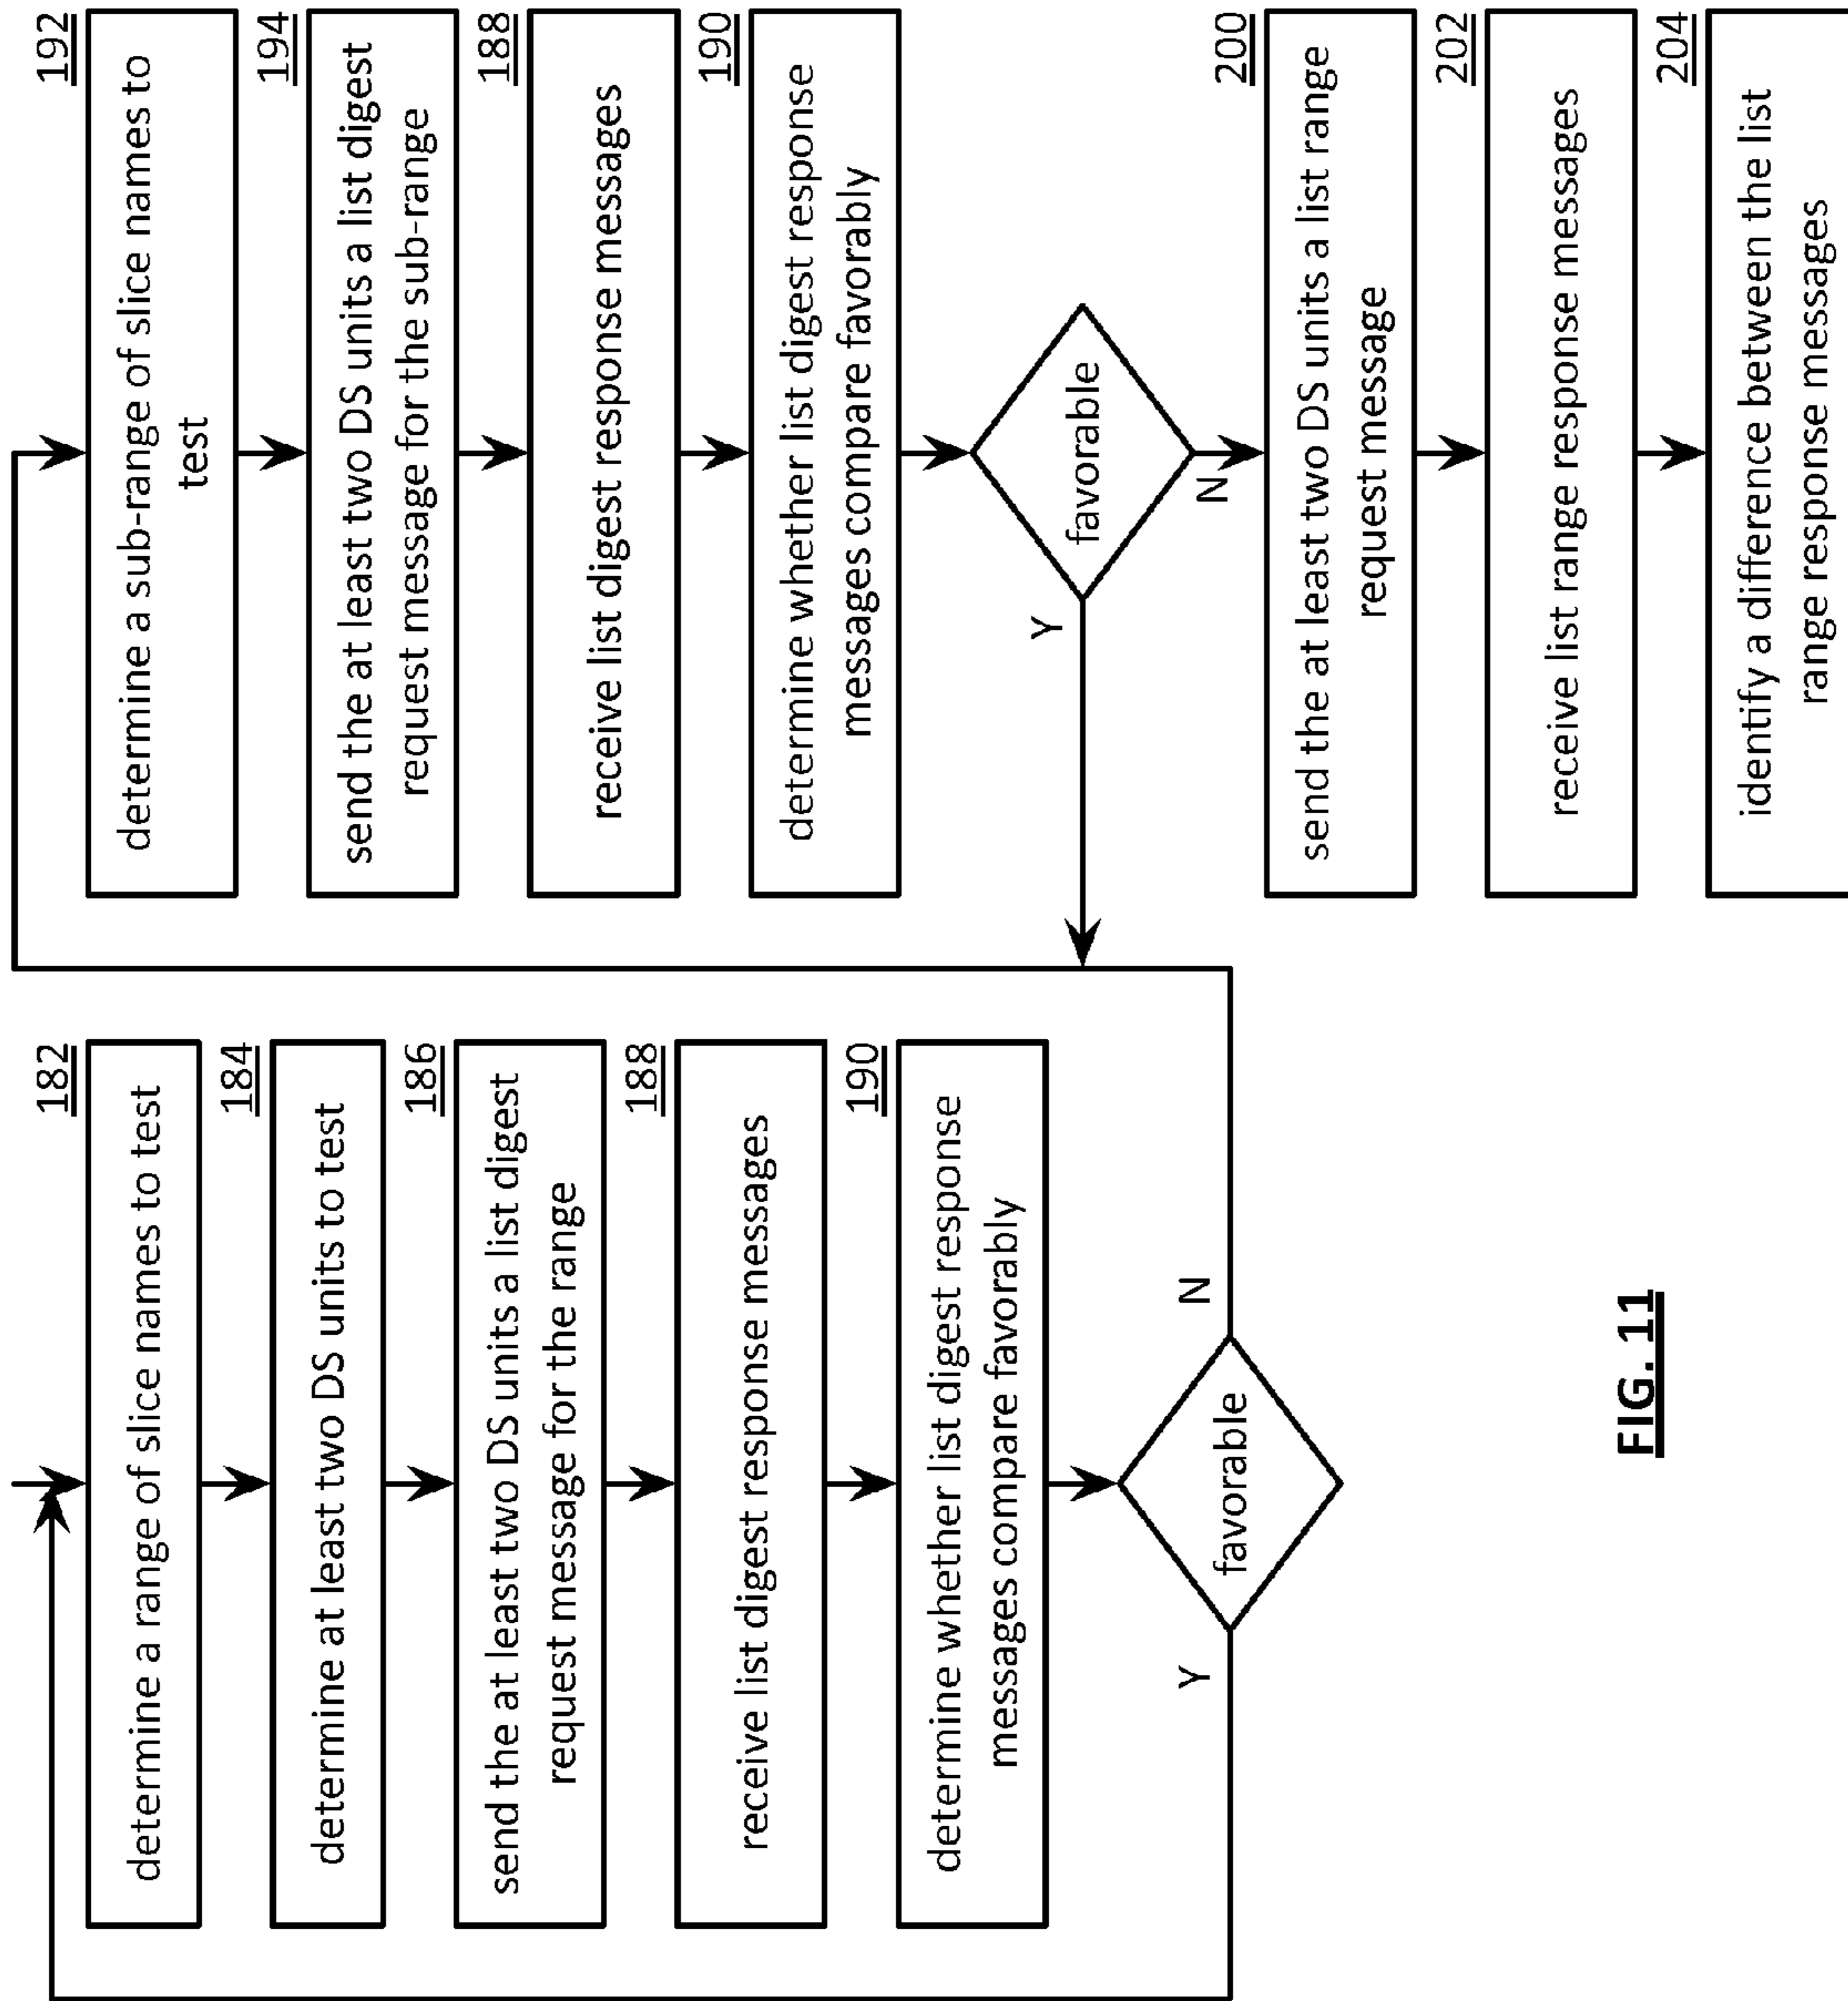 182
determine a range of slice names to test
184
determine at least two DS units to test
186
send the at least two DS units a list digest
request message for the range
188
receive list digest response messages
190
determine whether list digest response
messages compare favorably
favorable
Y
N
192
determine a sub-range of slice names to
test
194
send the at least two DS units a list digest
request message for the sub-range
188
receive list digest response messages
190
determine whether list digest response
messages compare favorably
favorable
Y
N
200
send the at least two DS units a list range
request message
202
receive list range response messages
204
identify a difference between the list
range response messages
FIG. 11